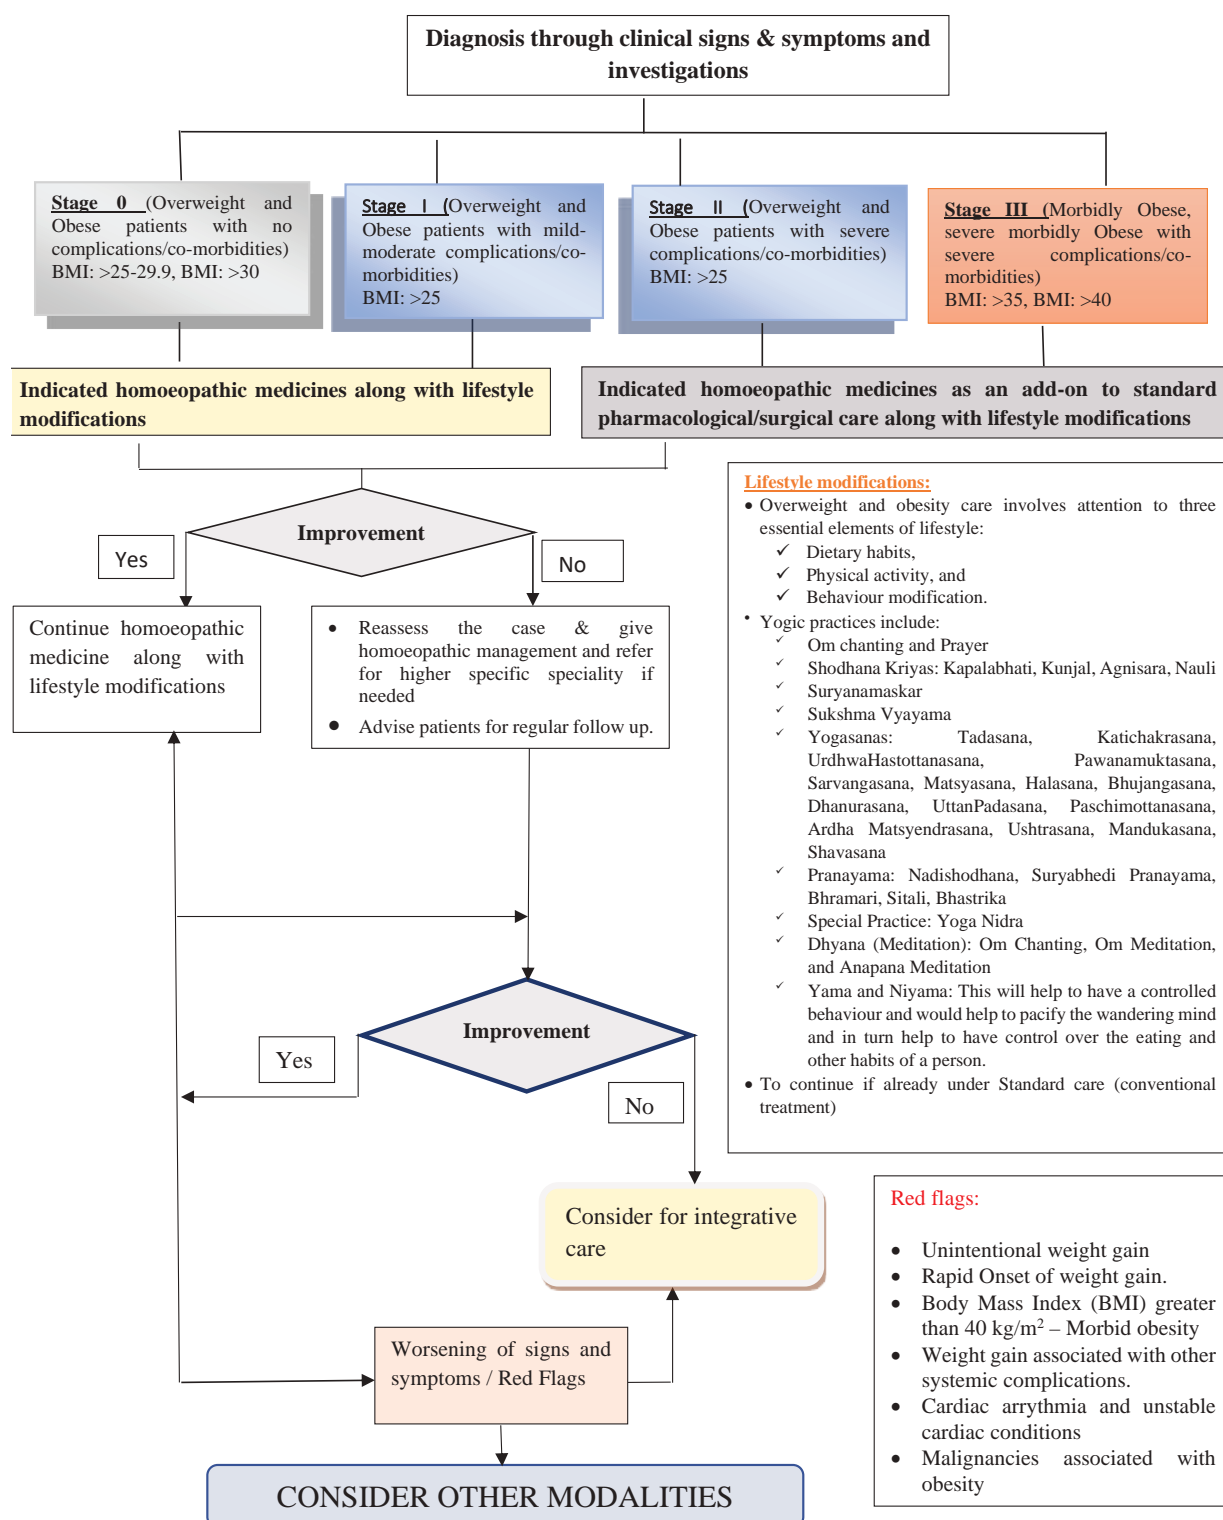 Diagnosis through clinical signs & symptoms and
investigations
Stage 0 (Overweight and
Obese patients with no
complications/co-morbidities)
BMI: >25-29.9, BMI: >30
Stage I (Overweight and
Obese patients with mild-
moderate complications/co-
morbidities)
BMI: >25
Stage II (Overweight and
Obese patients with severe
complications/co-morbidities)
BMI: >25
Stage III (Morbidly Obese,
severe morbidly Obese with
severe complications/co-
morbidities)
BMI: >35, BMI: >40
Indicated homoeopathic medicines along with lifestyle
modifications
Indicated homoeopathic medicines as an add-on to standard
pharmacological/surgical care along with lifestyle modifications
Improvement
Yes
No
Continue homoeopathic
medicine along with
lifestyle modifications
• Reassess the case & give
homoeopathic management and refer
for higher specific speciality if
needed
• Advise patients for regular follow up.
Improvement
Yes
No
Consider for integrative
care
Worsening of signs and
symptoms / Red Flags
CONSIDER OTHER MODALITIES
Lifestyle modifications:
• Overweight and obesity care involves attention to three
essential elements of lifestyle:
✓ Dietary habits,
✓ Physical activity, and
✓ Behaviour modification.
• Yogic practices include:
✓ Om chanting and Prayer
✓ Shodhana Kriyas: Kapalabhati, Kunjal, Agnisara, Nauli
✓ Suryanamaskar
✓ Sukshma Vyayama
✓ Yogasanas: Tadasana, Katichakrasana,
UrdhwaHastottanasana, Pawanamuktasana,
Sarvangasana, Matsyasana, Halasana, Bhujangasana,
Dhanurasana, UttanPadasana, Paschimottanasana,
Ardha Matsyendrasana, Ushtrasana, Mandukasana,
Shavasana
✓ Pranayama: Nadishodhana, Suryabhedi Pranayama,
Bhramari, Sitali, Bhastrika
✓ Special Practice: Yoga Nidra
✓ Dhyana (Meditation): Om Chanting, Om Meditation,
and Anapana Meditation
✓ Yama and Niyama: This will help to have a controlled
behaviour and would help to pacify the wandering mind
and in turn help to have control over the eating and
other habits of a person.
• To continue if already under Standard care (conventional
treatment)
Red flags:
• Unintentional weight gain
• Rapid Onset of weight gain.
• Body Mass Index (BMI) greater
than 40 kg/m² – Morbid obesity
• Weight gain associated with other
systemic complications.
• Cardiac arrythmia and unstable
cardiac conditions
• Malignancies associated with
obesity